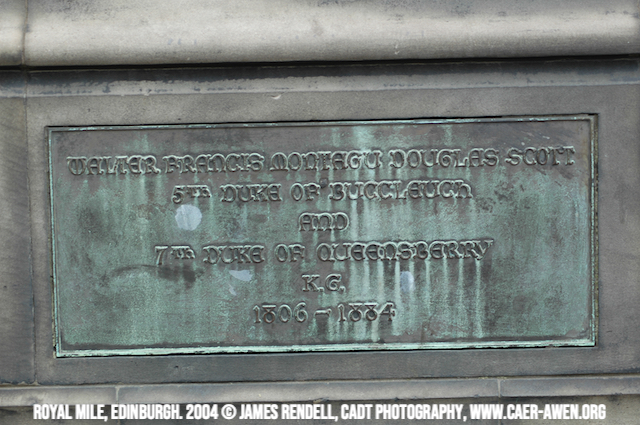 WALTER FRANCIS MONTAGU DOUGLAS SCOTT
5TH DUKE OF BUCCLEUCH
AND
7TH DUKE OF QUEENSBERRY
K.G.
1806 – 1884
ROYAL MILE, EDINBURGH. 2004 © JAMES RENDELL, CADT PHOTOGRAPHY, WWW.CAER-AWEN.ORG